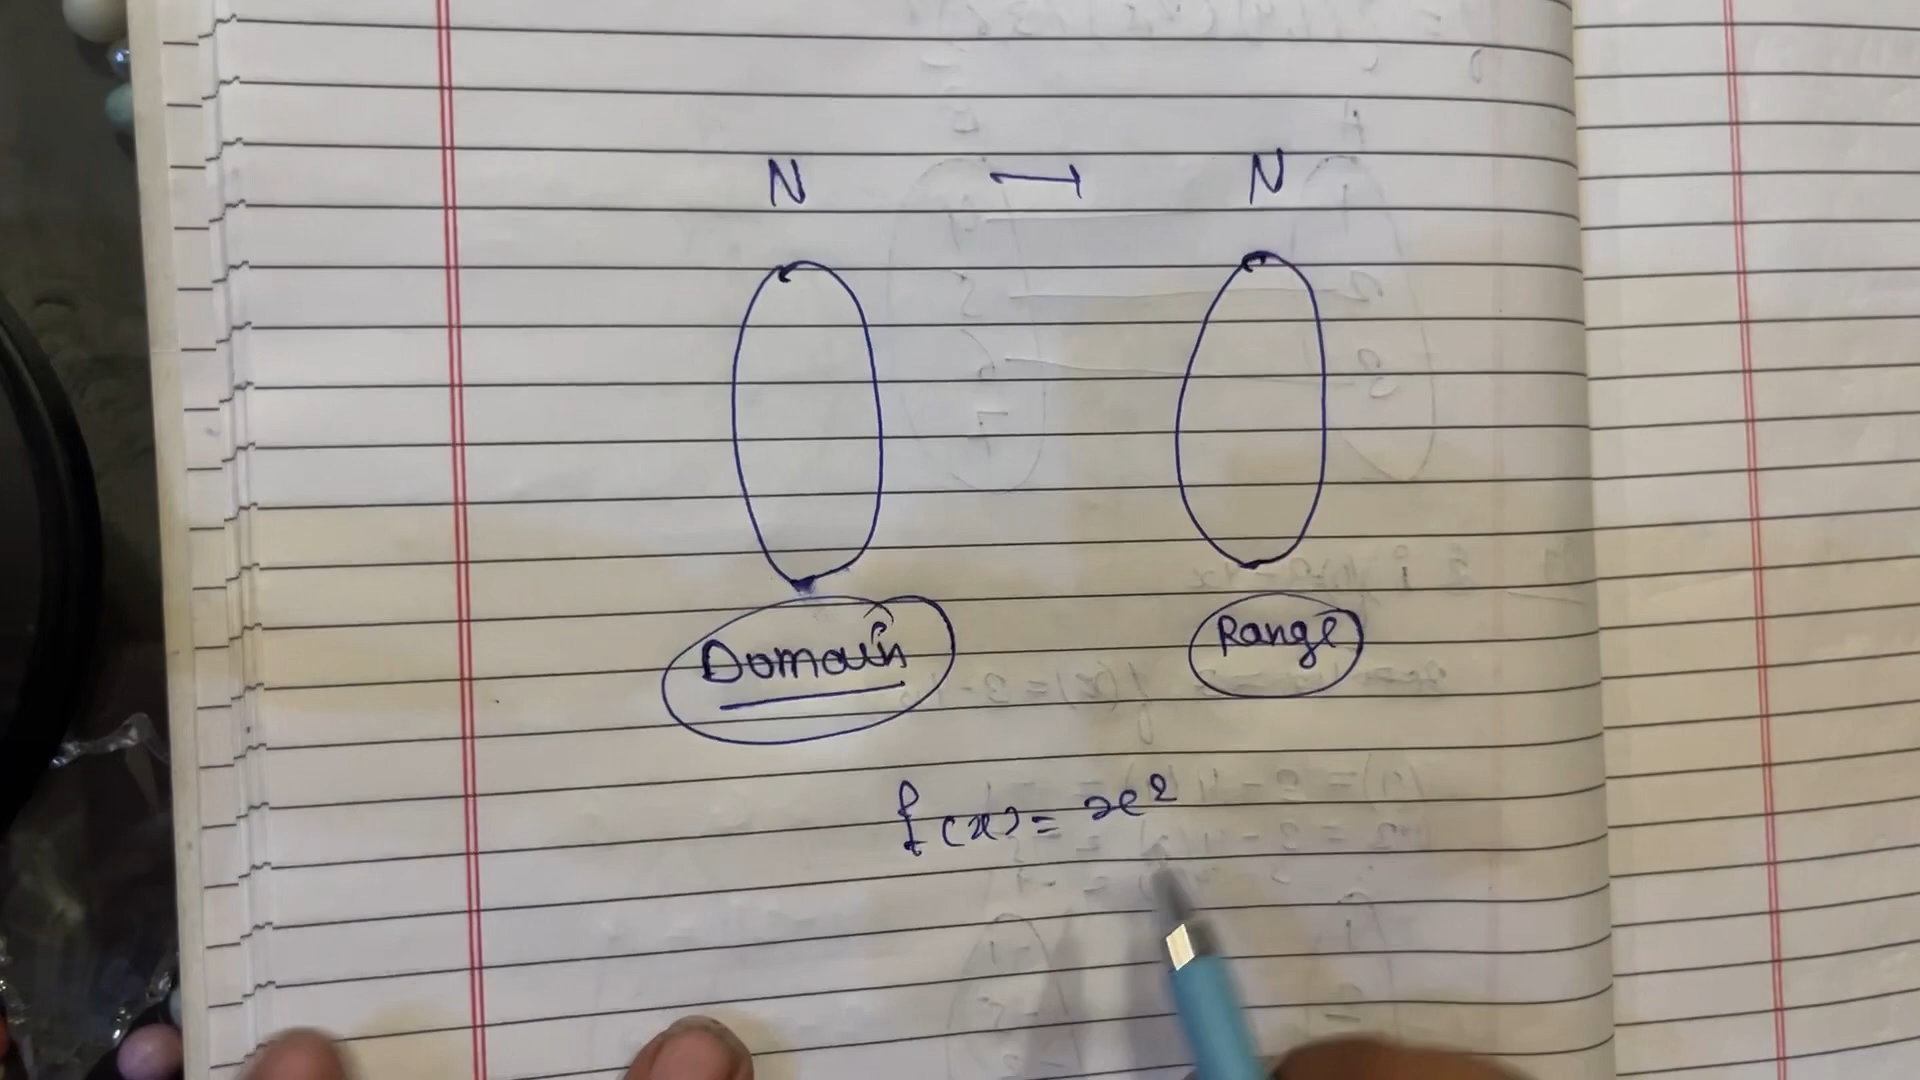 N → N
Domain Range
f(x) = x²